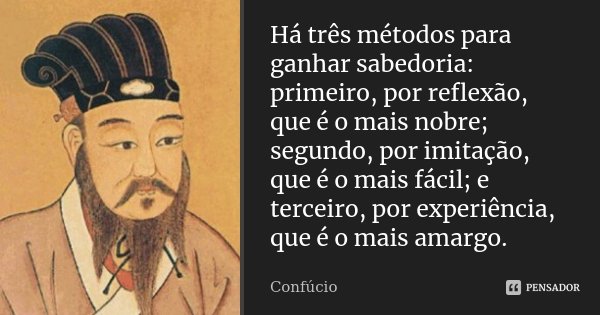 Há três métodos para
ganhar sabedoria:
primeiro, por reflexão,
que é o mais nobre;
segundo, por imitação,
que é o mais fácil; e
terceiro, por experiência,
que é o mais amargo.
Confúcio
PENSADOR